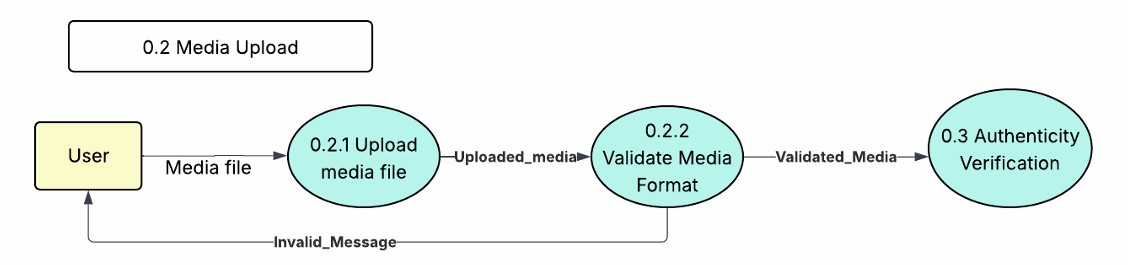 0.2 Media Upload
User
Media file
0.2.1 Upload
media file
Uploaded_media
0.2.2
Validate Media
Format
Validated_Media
0.3 Authenticity
Verification
Invalid_Message